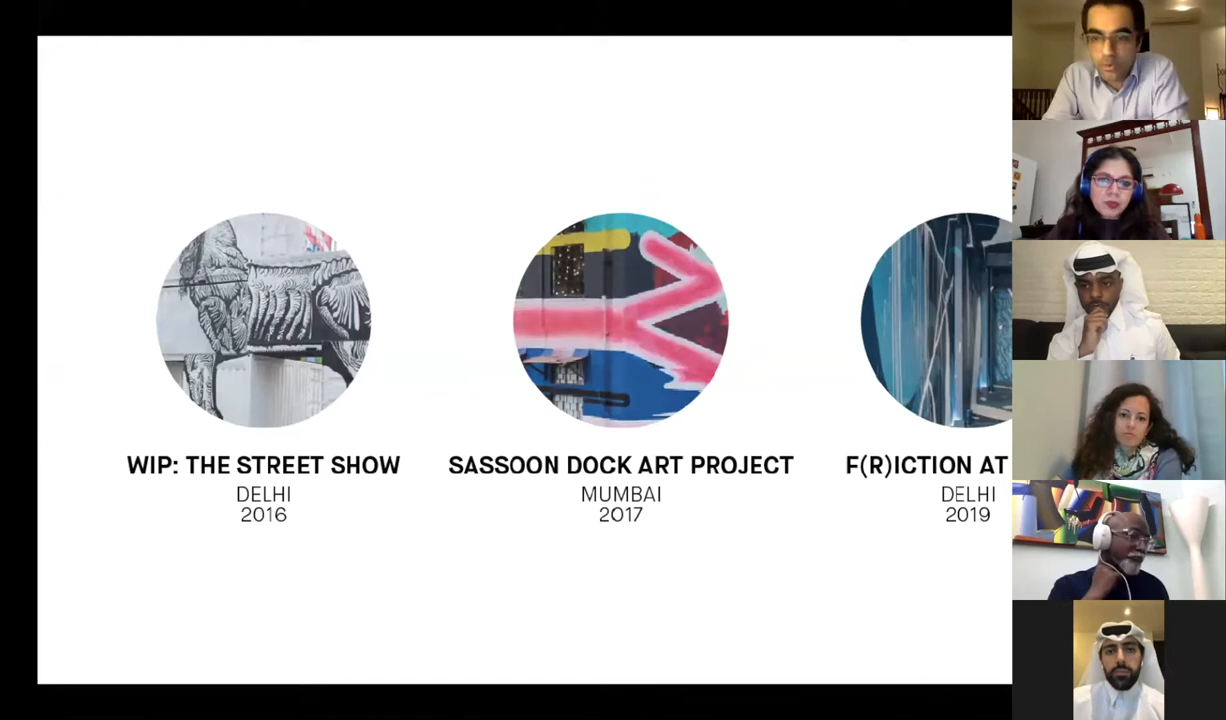 WIP: THE STREET SHOW
DELHI
2016
SASSOON DOCK ART PROJECT
MUMBAI
2017
F(R)ICTION AT
DELHI
2019